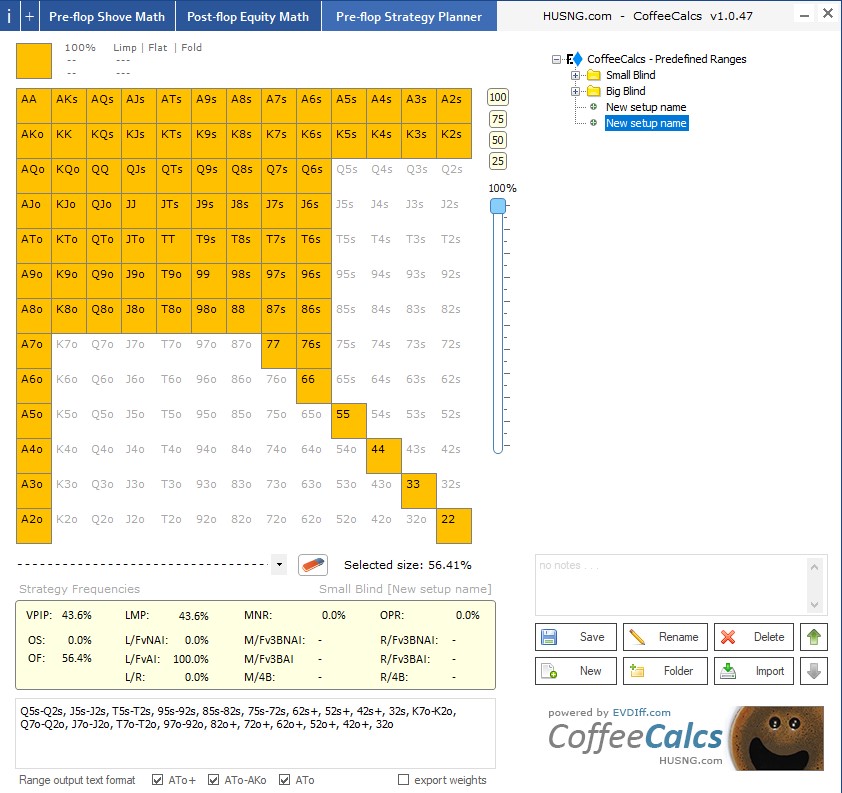 i + Pre-flop Shove Math Post-flop Equity Math Pre-flop Strategy Planner HUSNG.com - CoffeeCalcs v1.0.47
100% Limp | Flat | Fold
-- ---
-- ---
AA AKs AQs AJs ATs A9s A8s A7s A6s A5s A4s A3s A2s
AKo KK KQs KJs KTs K9s K8s K7s K6s K5s K4s K3s K2s
AQo KQo QQ QJs QTs Q9s Q8s Q7s Q6s Q5s Q4s Q3s Q2s
AJo KJo QJo JJ JTs J9s J8s J7s J6s J5s J4s J3s J2s
ATo KTo QTo JTo TT T9s T8s T7s T6s T5s T4s T3s T2s
A9o K9o Q9o J9o T9o 99 98s 97s 96s 95s 94s 93s 92s
A8o K8o Q8o J8o T8o 98o 88 87s 86s 85s 84s 83s 82s
A7o K7o Q7o J7o T7o 97o 87o 77 76s 75s 74s 73s 72s
A6o K6o Q6o J6o T6o 96o 86o 76o 66 65s 64s 63s 62s
A5o K5o Q5o J5o T5o 95o 85o 75o 65o 55 54s 53s 52s
A4o K4o Q4o J4o T4o 94o 84o 74o 64o 54o 44 43s 42s
A3o K3o Q3o J3o T3o 93o 83o 73o 63o 53o 43o 33 32s
A2o K2o Q2o J2o T2o 92o 82o 72o 62o 52o 42o 32o 22
100
75
50
25
100%
CoffeeCalcs - Predefined Ranges
Small Blind
Big Blind
New setup name
New setup name
Selected size: 56.41%
Strategy Frequencies Small Blind [New setup name]
VPIP: 43.6% LMP: 43.6% MNR: 0.0% OPR: 0.0%
OS: 0.0% L/FvNAI: 0.0% M/Fv3BNAI: - R/Fv3BNAI: -
OF: 56.4% L/FvAI: 100.0% M/Fv3BAI - R/Fv3BAI: -
L/R: 0.0% M/4B: - R/4B: -
Q5s-Q2s, J5s-J2s, T5s-T2s, 95s-92s, 85s-82s, 75s-72s, 62s+, 52s+, 42s+, 32s, K7o-K2o,
Q7o-Q2o, J7o-J2o, T7o-T2o, 97o-92o, 82o+, 72o+, 62o+, 52o+, 42o+, 32o
Range output text format ATo+ ATo-AKo ATo export weights
no notes . . .
Save Rename Delete
New Folder Import
powered by EVDIff.com
CoffeeCalcs
HUSNG.com